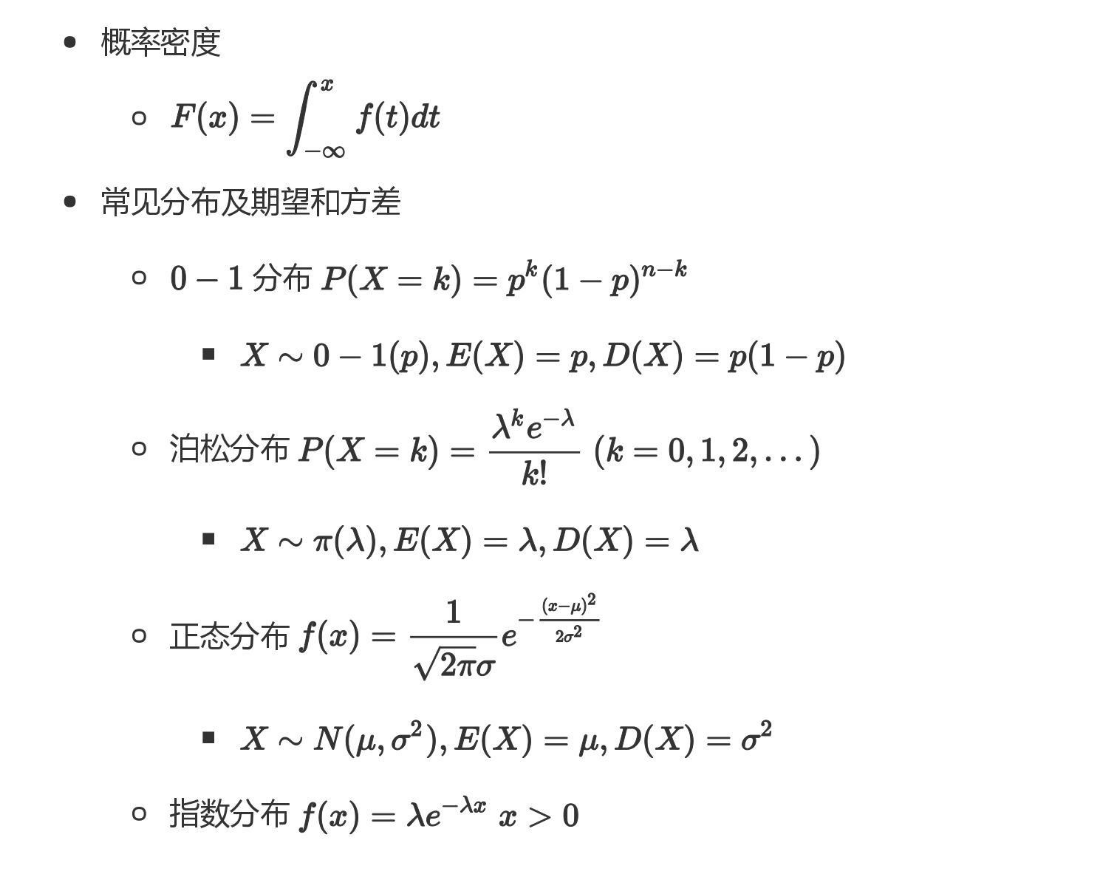 • 概率密度
○ $F(x) = \int_{-\infty}^{x} f(t)dt$
• 常见分布及期望和方差
○ $0-1$ 分布 $P(X=k) = p^k(1-p)^{n-k}$
▪ $X \sim 0-1(p), E(X) = p, D(X) = p(1-p)$
○ 泊松分布 $P(X=k) = \frac{\lambda^k e^{-\lambda}}{k!}\ (k=0,1,2,\ldots)$
▪ $X \sim \pi(\lambda), E(X) = \lambda, D(X) = \lambda$
○ 正态分布 $f(x) = \frac{1}{\sqrt{2\pi}\sigma} e^{-\frac{(x-\mu)^2}{2\sigma^2}}$
▪ $X \sim N(\mu, \sigma^2), E(X) = \mu, D(X) = \sigma^2$
○ 指数分布 $f(x) = \lambda e^{-\lambda x}\ x > 0$